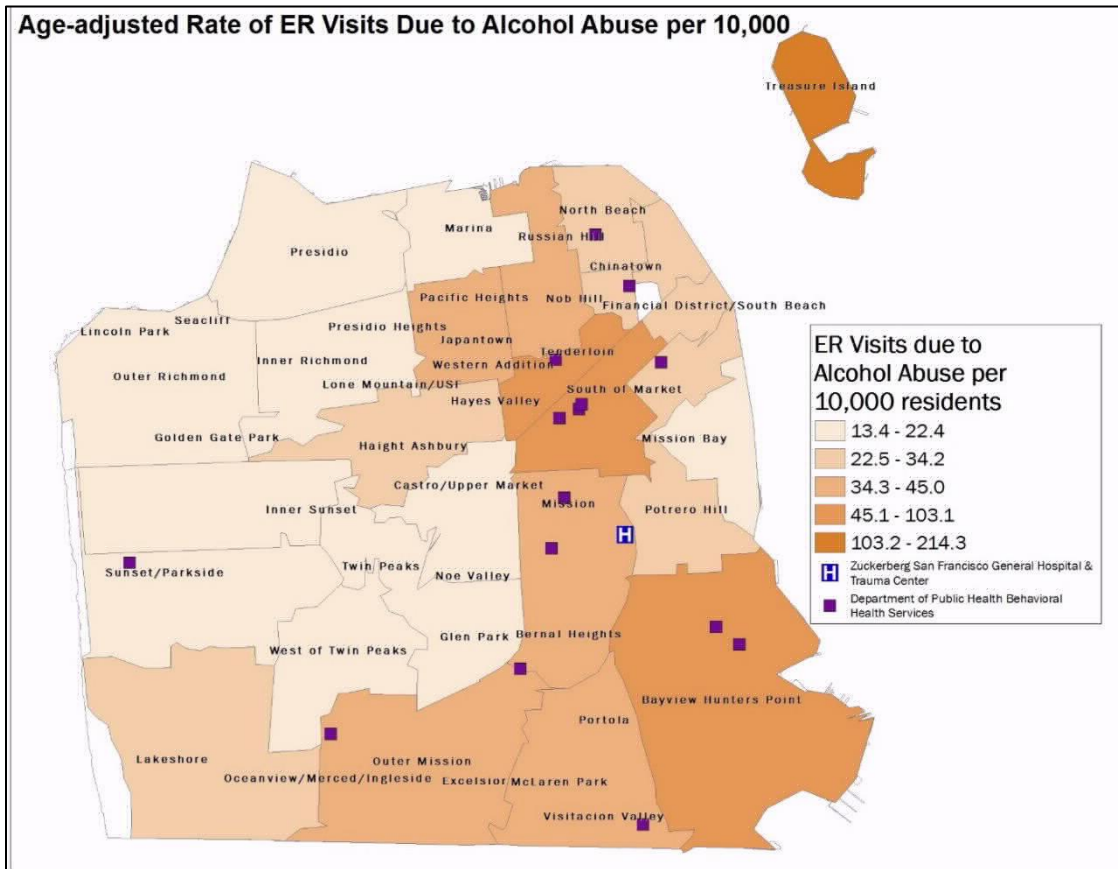 Age-adjusted Rate of ER Visits Due to Alcohol Abuse per 10,000
Treasure Island
North Beach
Marina
Russian Hill
Presidio
Chinatown
Pacific Heights
Nob Hill
Financial District/South Beach
Seacliff
Lincoln Park
Presidio Heights
Japantown
Tenderloin
Inner Richmond
Western Addition
Outer Richmond
Lone Mountain/USF
South of Market
Hayes Valley
Golden Gate Park
Haight Ashbury
Mission Bay
Castro/Upper Market
Mission
Inner Sunset
Potrero Hill
Sunset/Parkside
Twin Peaks
Noe Valley
Glen Park
Bernal Heights
West of Twin Peaks
Bayview Hunters Point
Portola
Lakeshore
Outer Mission
Oceanview/Merced/Ingleside
Excelsior
McLaren Park
Visitacion Valley
ER Visits due to
Alcohol Abuse per
10,000 residents
13.4 - 22.4
22.5 - 34.2
34.3 - 45.0
45.1 - 103.1
103.2 - 214.3
H
H
Zuckerberg San Francisco General Hospital &
Trauma Center
Department of Public Health Behavioral
Health Services